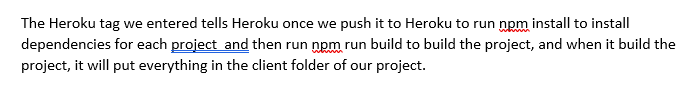 The Heroku tag we entered tells Heroku once we push it to Heroku to run npm install to install
dependencies for each project  and then run npm run build to build the project, and when it build the
project, it will put everything in the client folder of our project.